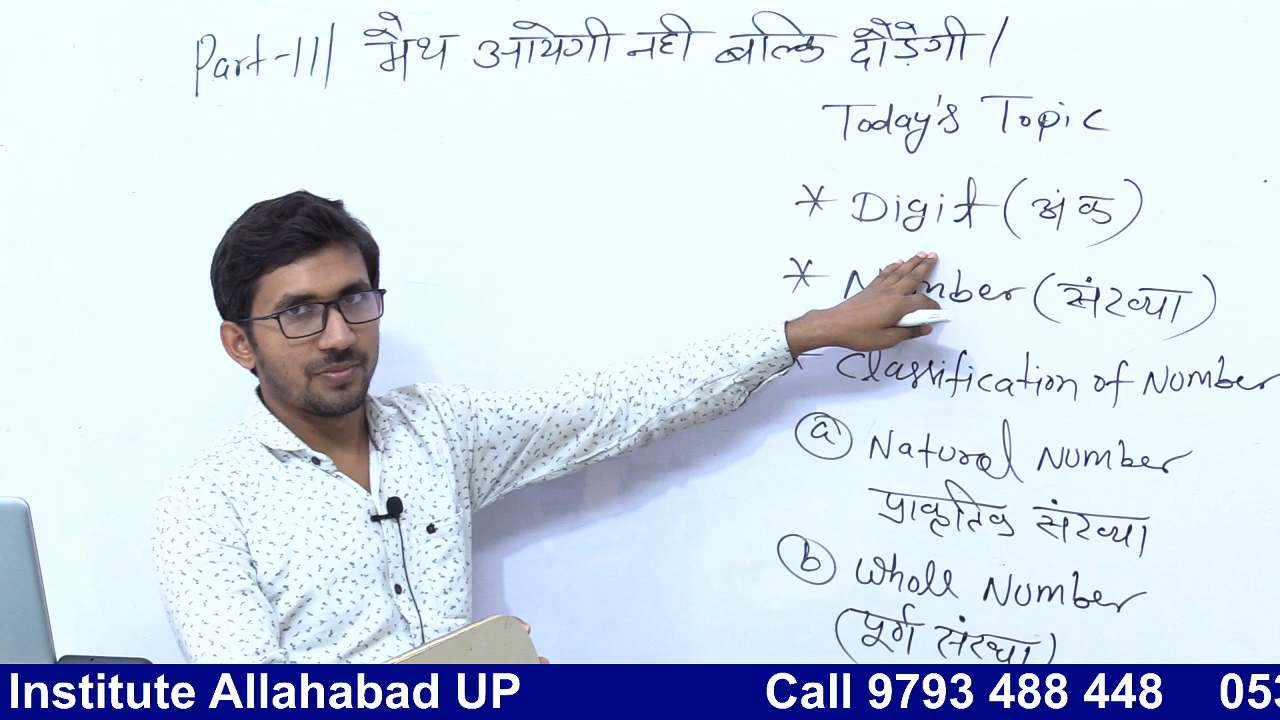 Part-III मैथ आयेगी नही बल्कि दौड़ेगी।
Today's Topic
* Digit (अंक)
* Number (संख्या)
* Classification of Number
(a) Natural Number
प्राकृतिक संख्या
(b) Whole Number
(पूर्ण संख्या)
Institute Allahabad UP Call 9793 488 448 053